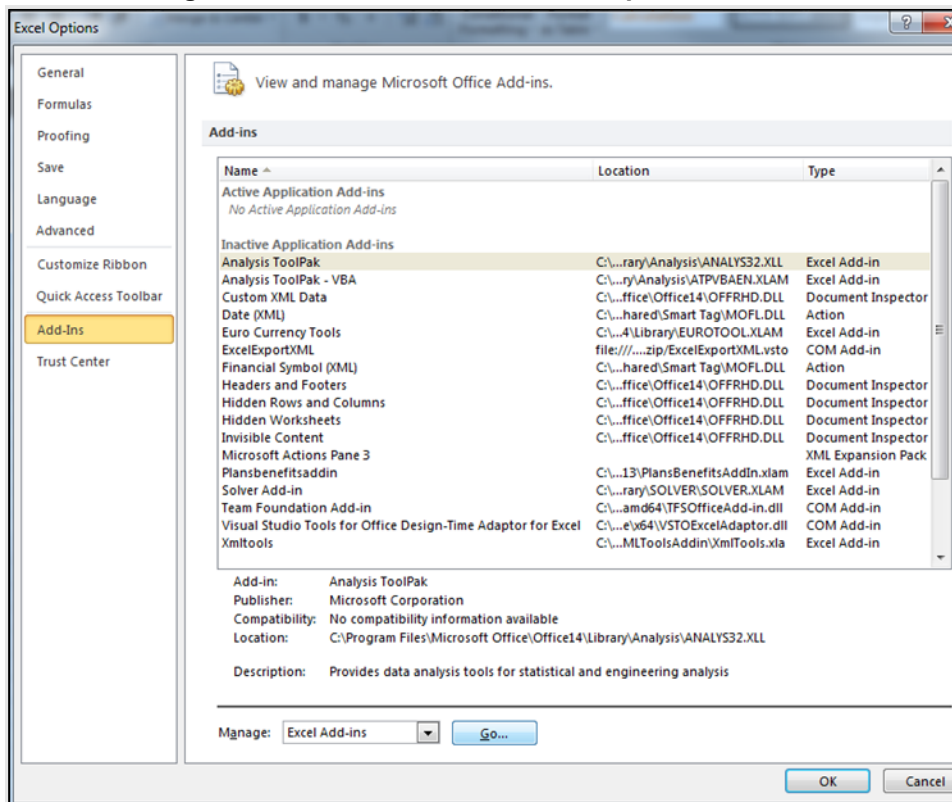 Excel Options
General
Formulas
Proofing
Save
Language
Advanced
Customize Ribbon
Quick Access Toolbar
Add-Ins
Trust Center
View and manage Microsoft Office Add-ins.
Add-ins
Name Location Type
Active Application Add-ins
No Active Application Add-ins
Inactive Application Add-ins
Analysis ToolPak C:\...rary\Analysis\ANALYS32.XLL Excel Add-in
Analysis ToolPak - VBA C:\...ry\Analysis\ATPVBAEN.XLAM Excel Add-in
Custom XML Data C:\...ffice\Office14\OFFRHD.DLL Document Inspector
Date (XML) C:\...hared\Smart Tag\MOFL.DLL Action
Euro Currency Tools C:\...4\Library\EUROTOOL.XLAM Excel Add-in
ExcelExportXML file:///....zip/ExcelExportXML.vsto COM Add-in
Financial Symbol (XML) C:\...hared\Smart Tag\MOFL.DLL Action
Headers and Footers C:\...ffice\Office14\OFFRHD.DLL Document Inspector
Hidden Rows and Columns C:\...ffice\Office14\OFFRHD.DLL Document Inspector
Hidden Worksheets C:\...ffice\Office14\OFFRHD.DLL Document Inspector
Invisible Content C:\...ffice\Office14\OFFRHD.DLL Document Inspector
Microsoft Actions Pane 3 XML Expansion Pack
Plansbenefitsaddin C:\...13\PlansBenefitsAddIn.xlam Excel Add-in
Solver Add-in C:\...rary\SOLVER\SOLVER.XLAM Excel Add-in
Team Foundation Add-in C:\...amd64\TFSOfficeAdd-in.dll COM Add-in
Visual Studio Tools for Office Design-Time Adaptor for Excel C:\...e\x64\VSTOExcelAdaptor.dll COM Add-in
Xmltools C:\...MLToolsAddin\XmlTools.xla Excel Add-in
Add-in: Analysis ToolPak
Publisher: Microsoft Corporation
Compatibility: No compatibility information available
Location: C:\Program Files\Microsoft Office\Office14\Library\Analysis\ANALYS32.XLL
Description: Provides data analysis tools for statistical and engineering analysis
Manage: Excel Add-ins Go...
OK Cancel